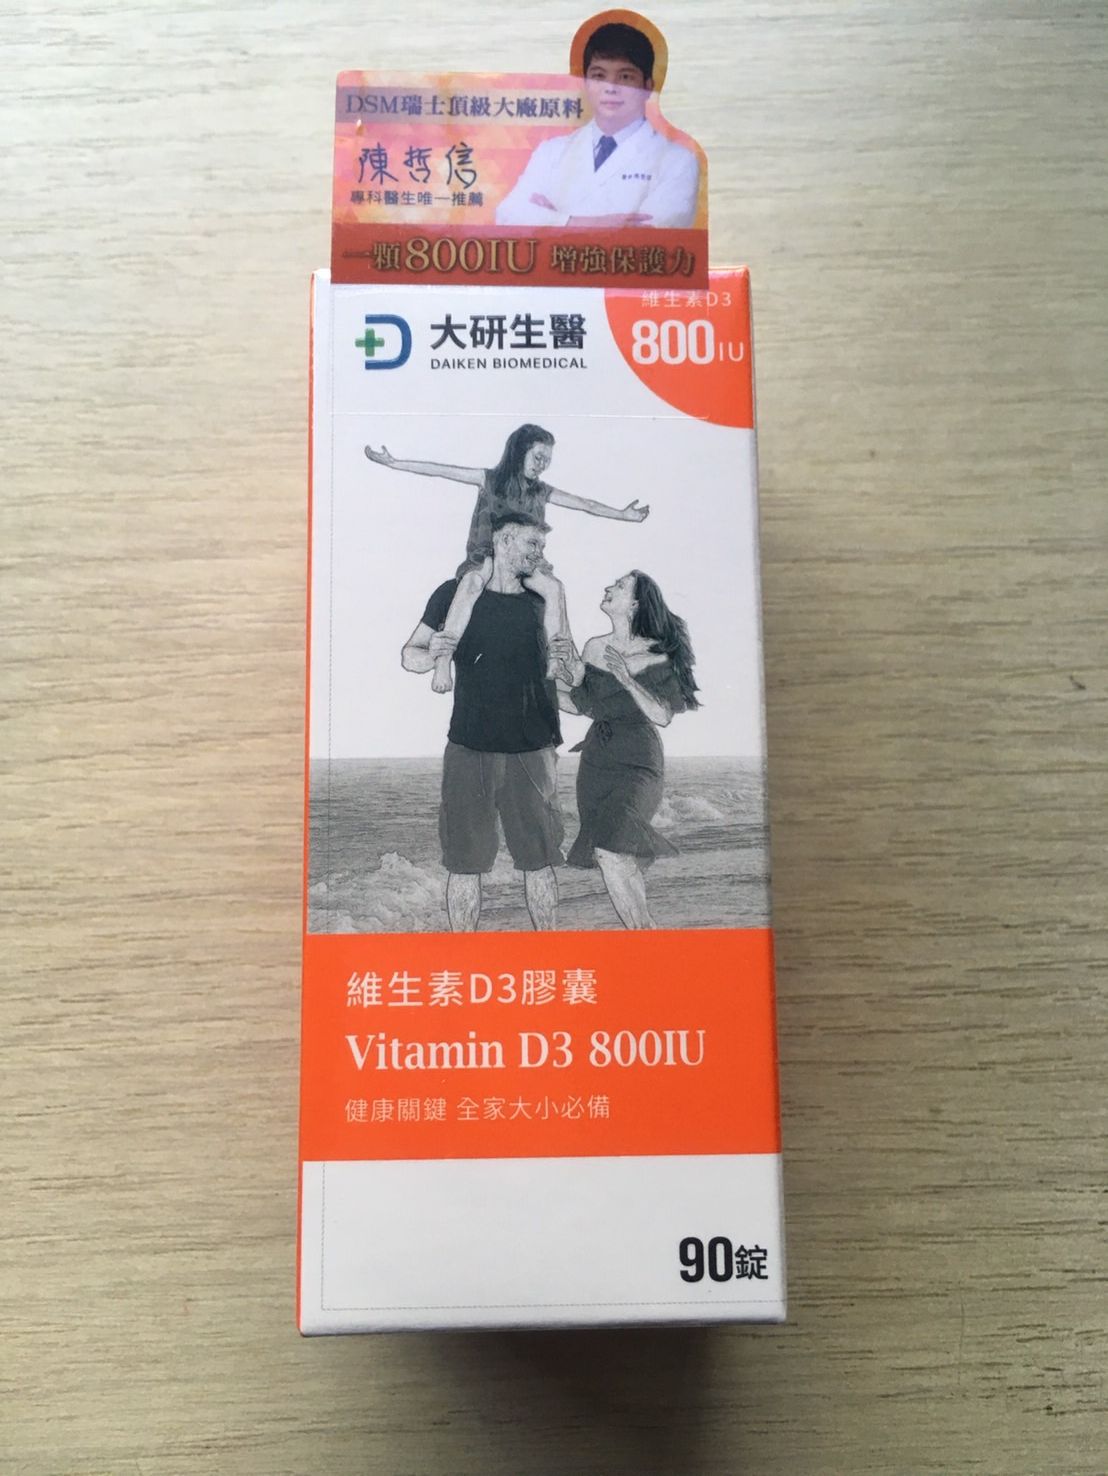 DSM瑞士頂級大廠原料
陳哲信
專科醫生唯一推薦
一顆800IU 增強保護力
大研生醫
DAIKEN BIOMEDICAL
維生素D3
800IU
維生素D3膠囊
Vitamin D3 800IU
健康關鍵 全家大小必備
90錠